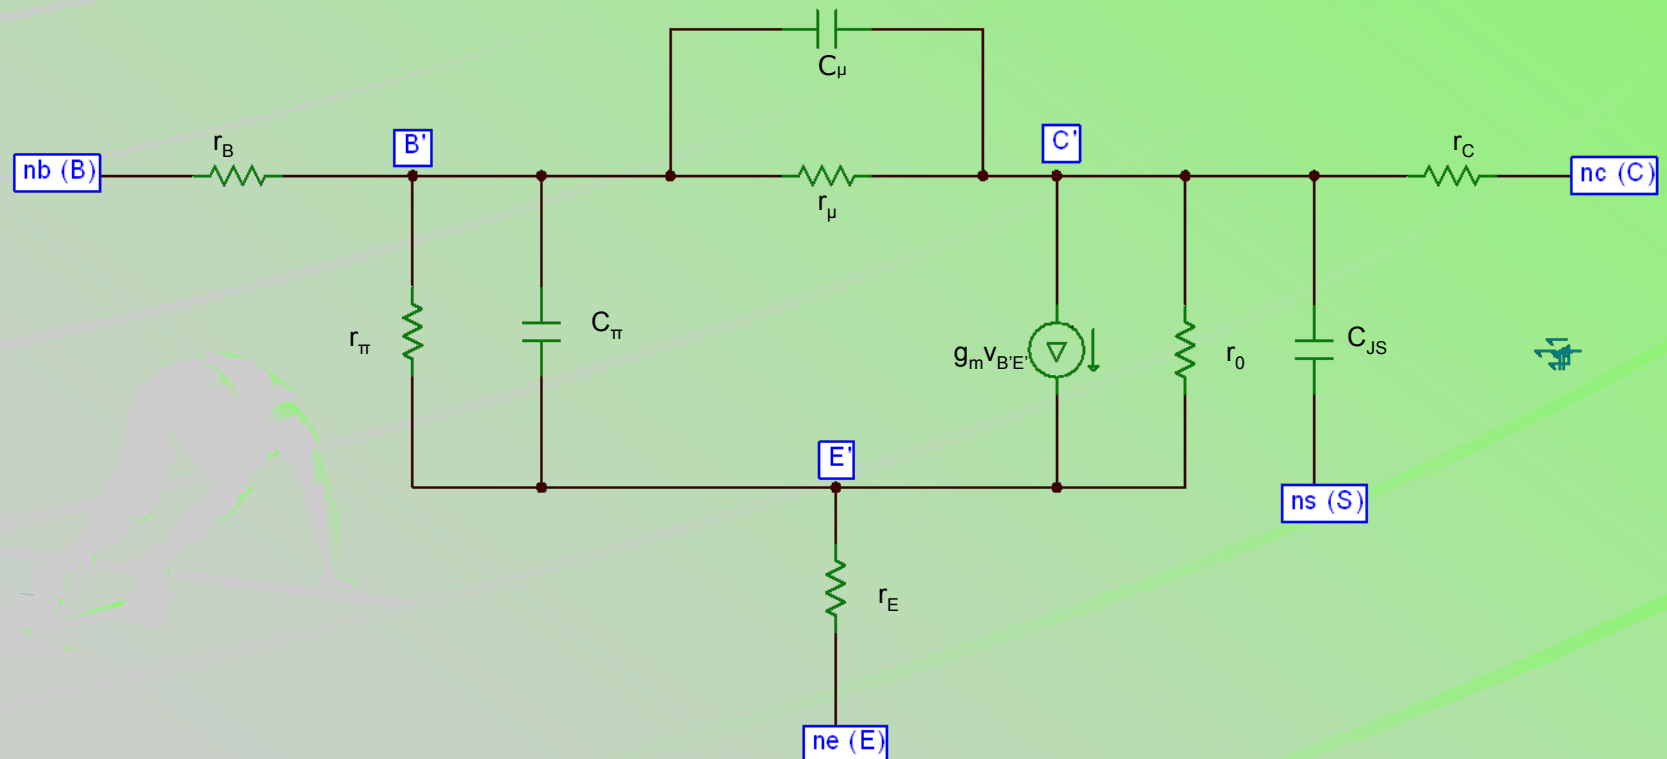 Cμ
rB
B'
C'
rC
nb (B)
nc (C)
rμ
rπ
Cπ
gmvB'E'
r0
CJS
E'
ns (S)
rE
ne (E)